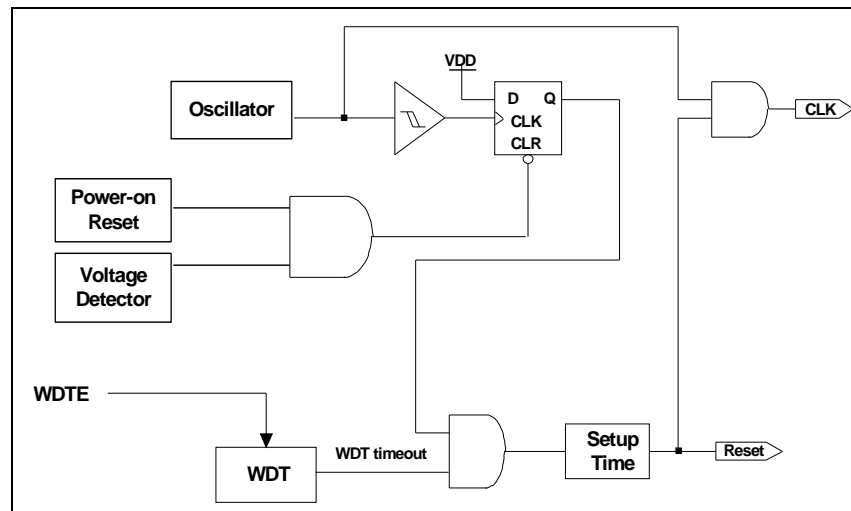 VDD
Oscillator
D Q
CLK
CLR
CLK
Power-on
Reset
Voltage
Detector
WDTE
WDT timeout
WDT
Setup
Time
Reset